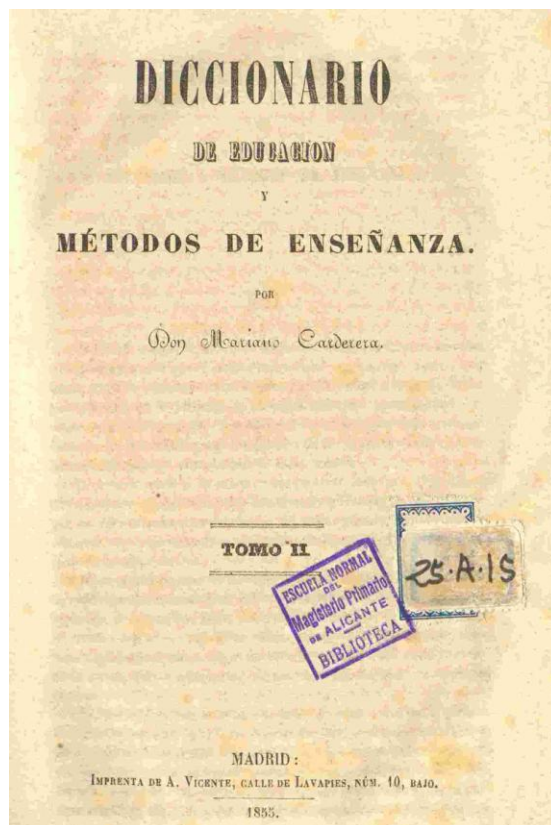 DICCIONARIO
DE EDUCACION
Y
MÉTODOS DE ENSEÑANZA.
POR
Don Mariano Carderera.
TOMO II.
25·A·15
ESCUELA NORMAL
DEL
Magisterio Primario
DE ALICANTE
BIBLIOTECA
MADRID:
IMPRENTA DE A. VICENTE, CALLE DE LAVAPIES, NÚM. 10, BAJO.
1855.